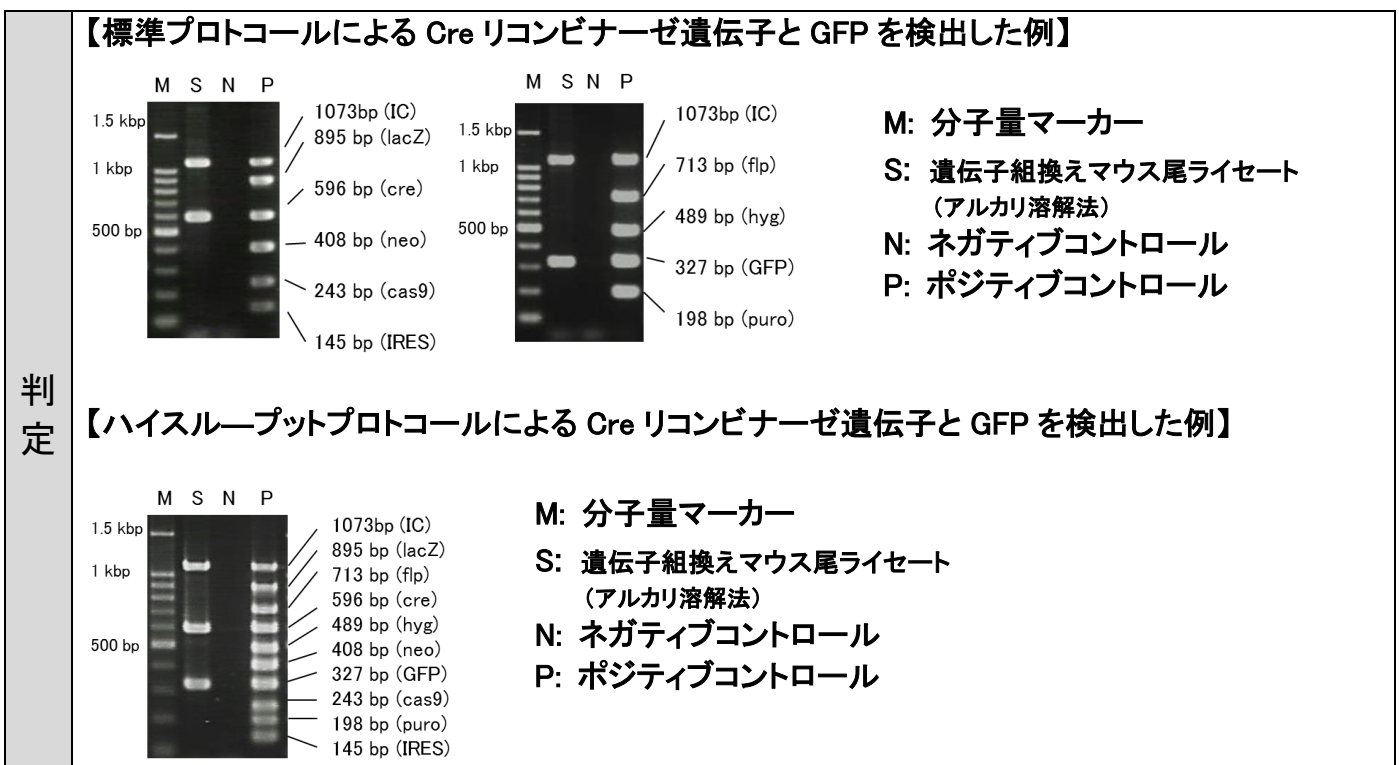 判定
【標準プロトコールによる Cre リコンビナーゼ遺伝子と GFP を検出した例】
M S N P
1.5 kbp
1 kbp
500 bp
1073bp (IC)
895 bp (lacZ)
596 bp (cre)
408 bp (neo)
243 bp (cas9)
145 bp (IRES)
M S N P
1.5 kbp
1 kbp
500 bp
1073bp (IC)
713 bp (flp)
489 bp (hyg)
327 bp (GFP)
198 bp (puro)
M: 分子量マーカー
S: 遺伝子組換えマウス尾ライセート
（アルカリ溶解法）
N: ネガティブコントロール
P: ポジティブコントロール
【ハイスル―プットプロトコールによる Cre リコンビナーゼ遺伝子と GFP を検出した例】
M S N P
1.5 kbp
1 kbp
500 bp
1073bp (IC)
895 bp (lacZ)
713 bp (flp)
596 bp (cre)
489 bp (hyg)
408 bp (neo)
327 bp (GFP)
243 bp (cas9)
198 bp (puro)
145 bp (IRES)
M: 分子量マーカー
S: 遺伝子組換えマウス尾ライセート
（アルカリ溶解法）
N: ネガティブコントロール
P: ポジティブコントロール